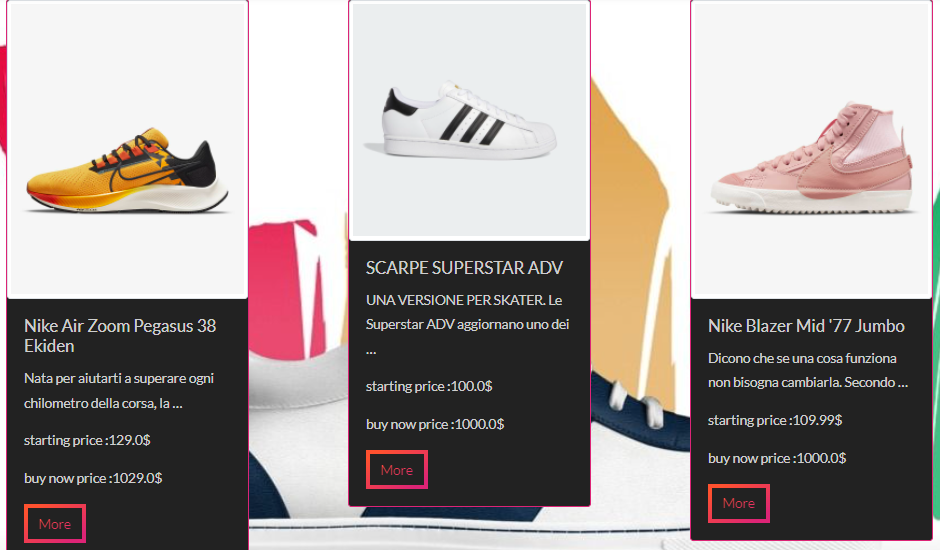 Nike Air Zoom Pegasus 38
Ekiden
Nata per aiutarti a superare ogni
chilometro della corsa, la ...
starting price :129.0$
buy now price :1029.0$
More
SCARPE SUPERSTAR ADV
UNA VERSIONE PER SKATER. Le
Superstar ADV aggiornano uno dei
...
starting price :100.0$
buy now price :1000.0$
More
Nike Blazer Mid '77 Jumbo
Dicono che se una cosa funziona
non bisogna cambiarla. Secondo ...
starting price :109.99$
buy now price :1000.0$
More